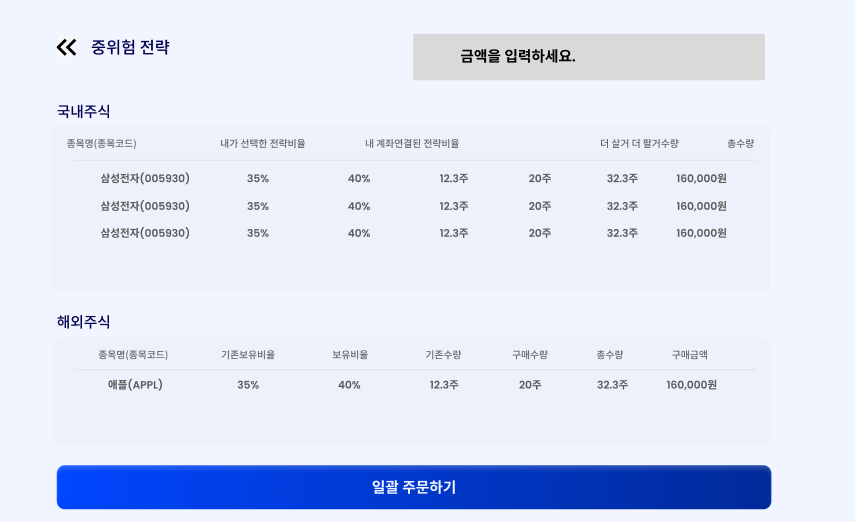 중위험 전략
금액을 입력하세요.
국내주식
종목명(종목코드) 내가 선택한 전략비율 내 계좌연결된 전략비율 더 살거 더 팔거수량 총수량
삼성전자(005930) 35% 40% 12.3주 20주 32.3주 160,000원
삼성전자(005930) 35% 40% 12.3주 20주 32.3주 160,000원
삼성전자(005930) 35% 40% 12.3주 20주 32.3주 160,000원
해외주식
종목명(종목코드) 기존보유비율 보유비율 기존수량 구매수량 총수량 구매금액
애플(APPL) 35% 40% 12.3주 20주 32.3주 160,000원
일괄 주문하기